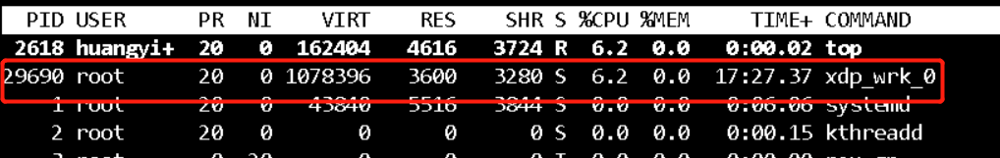 PID USER PR NI VIRT RES SHR S %CPU %MEM TIME+ COMMAND
2618 huangyi+ 20 0 162404 4616 3724 R 6.2 0.0 0:00.02 top
29690 root 20 0 1078396 3600 3280 S 6.2 0.0 17:27.37 xdp_wrk_0
1 root 20 0 43840 5516 3844 S 0.0 0.0 0:06.06 systemd
2 root 20 0 0 0 0 S 0.0 0.0 0:00.15 kthreadd